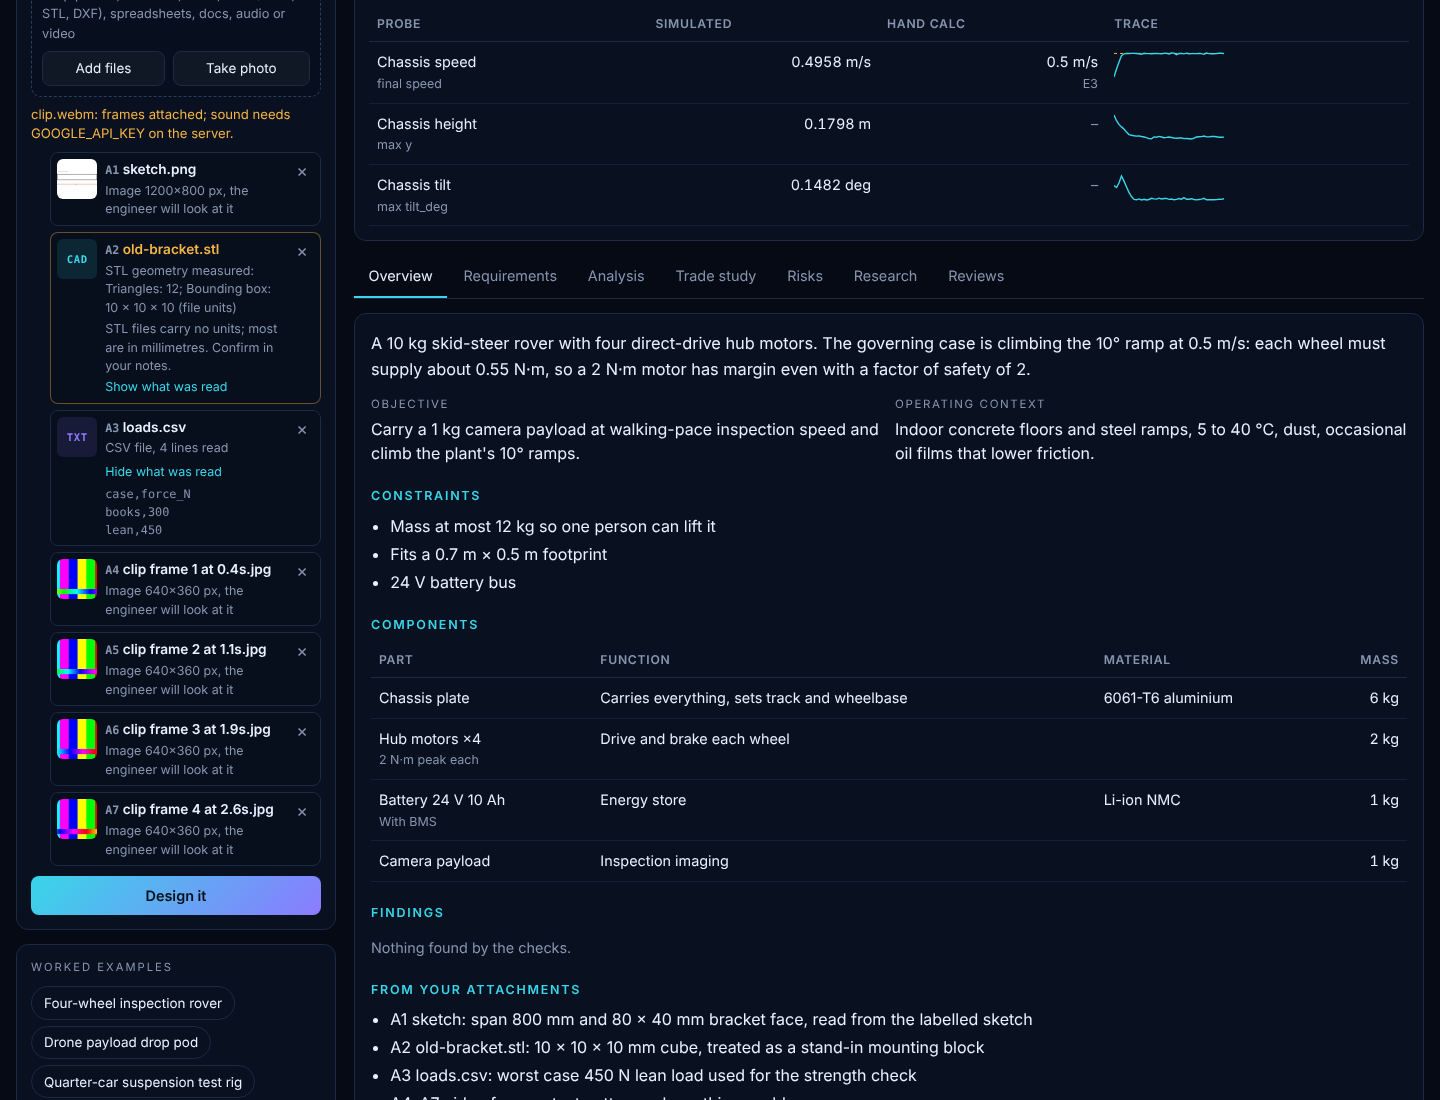 STL, DXF), spreadsheets, docs, audio or
video
Add files
Take photo
clip.webm: frames attached; sound needs
GOOGLE_API_KEY on the server.
A1 sketch.png
Image 1200×800 px, the
engineer will look at it
CAD
A2 old-bracket.stl
STL geometry measured:
Triangles: 12; Bounding box:
10 × 10 × 10 (file units)
STL files carry no units; most
are in millimetres. Confirm in
your notes.
Show what was read
TXT
A3 loads.csv
CSV file, 4 lines read
Hide what was read
case,force_N
books,300
lean,450
A4 clip frame 1 at 0.4s.jpg
Image 640×360 px, the
engineer will look at it
A5 clip frame 2 at 1.1s.jpg
Image 640×360 px, the
engineer will look at it
A6 clip frame 3 at 1.9s.jpg
Image 640×360 px, the
engineer will look at it
A7 clip frame 4 at 2.6s.jpg
Image 640×360 px, the
engineer will look at it
Design it
WORKED EXAMPLES
Four-wheel inspection rover
Drone payload drop pod
Quarter-car suspension test rig
PROBE SIMULATED HAND CALC TRACE
Chassis speed 0.4958 m/s 0.5 m/s
final speed E3
Chassis height 0.1798 m –
max y
Chassis tilt 0.1482 deg –
max tilt_deg
Overview Requirements Analysis Trade study Risks Research Reviews
A 10 kg skid-steer rover with four direct-drive hub motors. The governing case is climbing the 10° ramp at 0.5 m/s: each wheel must
supply about 0.55 N·m, so a 2 N·m motor has margin even with a factor of safety of 2.
OBJECTIVE
Carry a 1 kg camera payload at walking-pace inspection speed and
climb the plant's 10° ramps.
OPERATING CONTEXT
Indoor concrete floors and steel ramps, 5 to 40 °C, dust, occasional
oil films that lower friction.
CONSTRAINTS
• Mass at most 12 kg so one person can lift it
• Fits a 0.7 m × 0.5 m footprint
• 24 V battery bus
COMPONENTS
PART FUNCTION MATERIAL MASS
Chassis plate Carries everything, sets track and wheelbase 6061-T6 aluminium 6 kg
Hub motors ×4 Drive and brake each wheel 2 kg
2 N·m peak each
Battery 24 V 10 Ah Energy store Li-ion NMC 1 kg
With BMS
Camera payload Inspection imaging 1 kg
FINDINGS
Nothing found by the checks.
FROM YOUR ATTACHMENTS
• A1 sketch: span 800 mm and 80 × 40 mm bracket face, read from the labelled sketch
• A2 old-bracket.stl: 10 × 10 × 10 mm cube, treated as a stand-in mounting block
• A3 loads.csv: worst case 450 N lean load used for the strength check